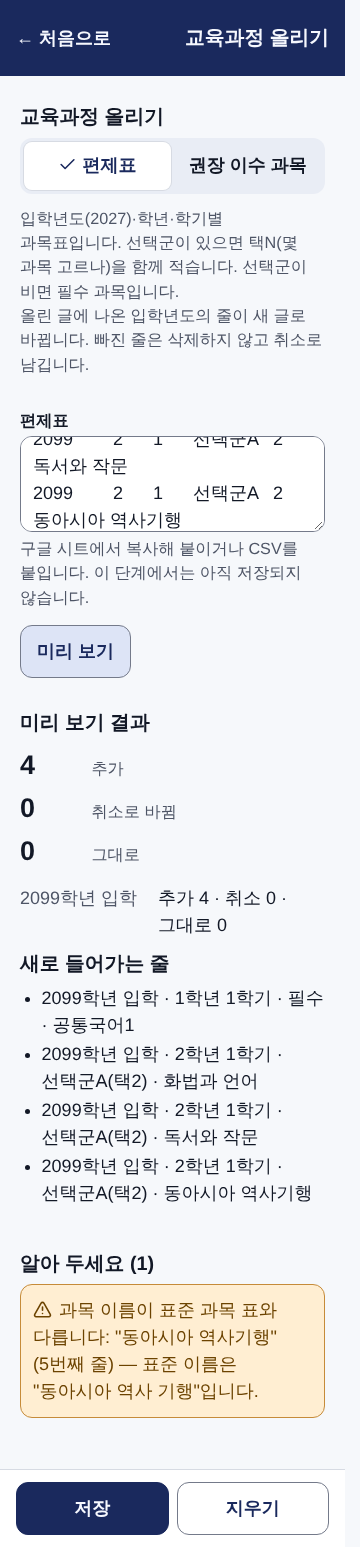 ← 처음으로 교육과정 올리기
교육과정 올리기
편제표 권장 이수 과목
입학년도(2027)·학년·학기별
과목표입니다. 선택군이 있으면 택N(몇
과목 고르나)을 함께 적습니다. 선택군이
비면 필수 과목입니다.
올린 글에 나온 입학년도의 줄이 새 글로
바뀝니다. 빠진 줄은 삭제하지 않고 취소로
남깁니다.
편제표
2099 2 1 선택군A 2
독서와 작문
2099 2 1 선택군A 2
동아시아 역사기행
구글 시트에서 복사해 붙이거나 CSV를
붙입니다. 이 단계에서는 아직 저장되지
않습니다.
미리 보기
미리 보기 결과
4 추가
0 취소로 바뀜
0 그대로
2099학년 입학 추가 4 · 취소 0 ·
그대로 0
새로 들어가는 줄
• 2099학년 입학 · 1학년 1학기 · 필수
· 공통국어1
• 2099학년 입학 · 2학년 1학기 ·
선택군A(택2) · 화법과 언어
• 2099학년 입학 · 2학년 1학기 ·
선택군A(택2) · 독서와 작문
• 2099학년 입학 · 2학년 1학기 ·
선택군A(택2) · 동아시아 역사기행
알아 두세요 (1)
과목 이름이 표준 과목 표와
다릅니다: "동아시아 역사기행"
(5번째 줄) — 표준 이름은
"동아시아 역사 기행"입니다.
저장 지우기